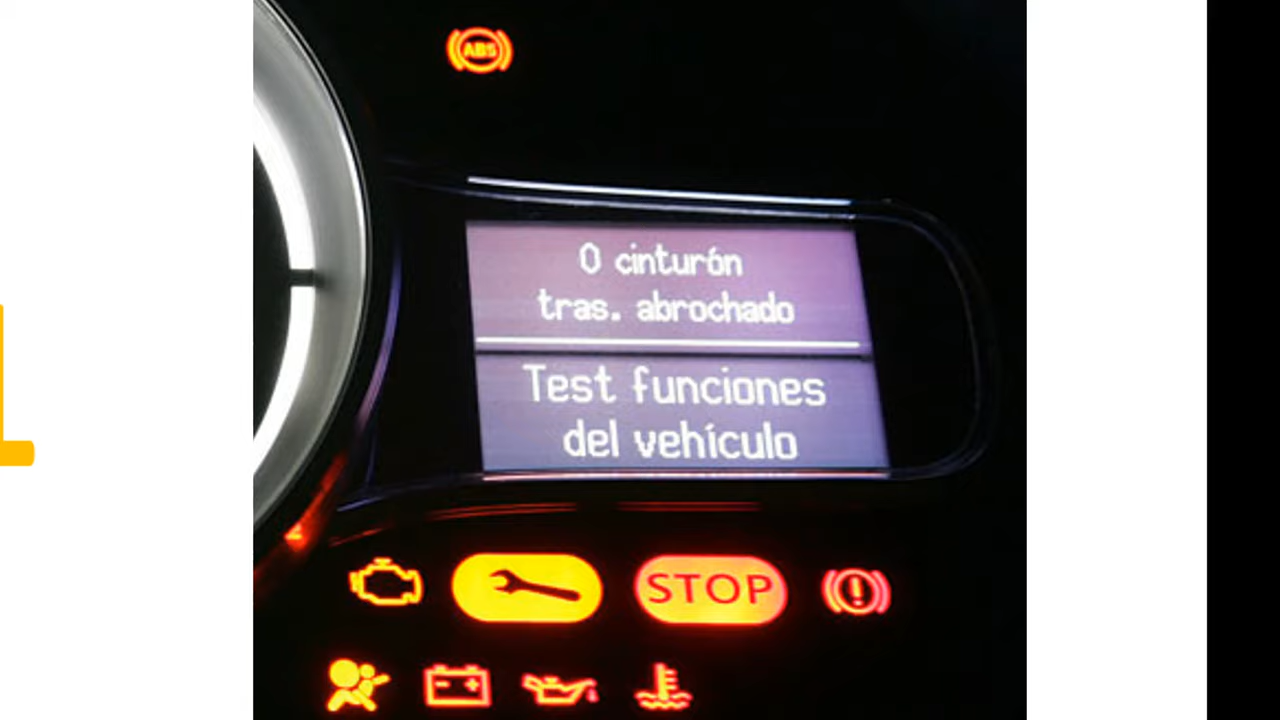 ABS
0 cinturón
tras. abrochado
Test funciones
del vehículo
STOP